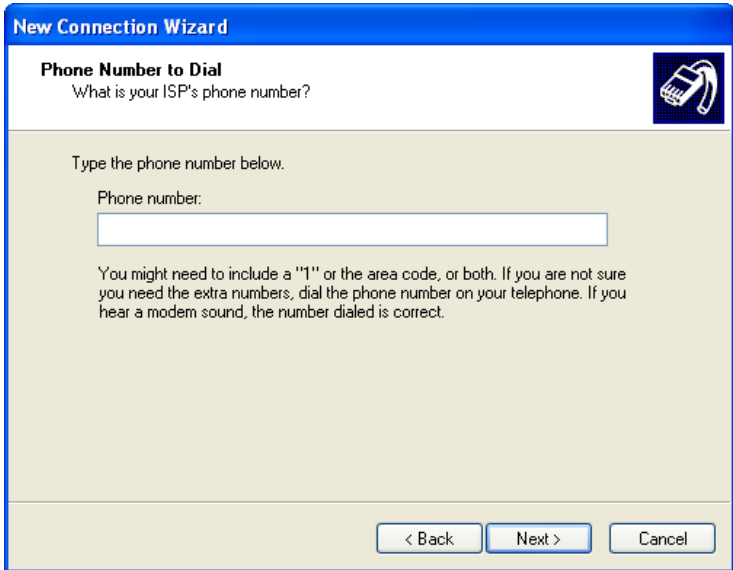 New Connection Wizard
Phone Number to Dial
What is your ISP's phone number?
Type the phone number below.
Phone number:
You might need to include a "1" or the area code, or both. If you are not sure
you need the extra numbers, dial the phone number on your telephone. If you
hear a modem sound, the number dialed is correct.
< Back Next > Cancel